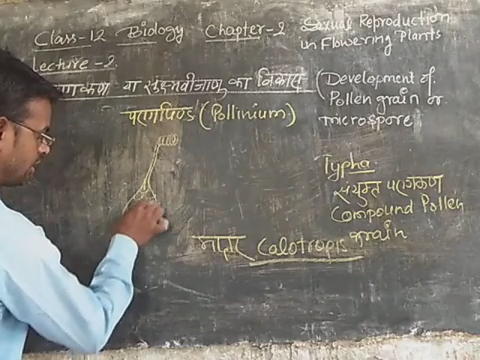 Class-12 Biology Chapter-2 Sexual Reproduction in Flowering Plants
Lecture-2
परागकण या सूक्ष्मबीजाणु का विकास (Development of Pollen grain or microspore)
परागपिण्ड (Pollinium)
Typha
संयुक्त परागकण
Compound Pollen grain
मदार Calotropis